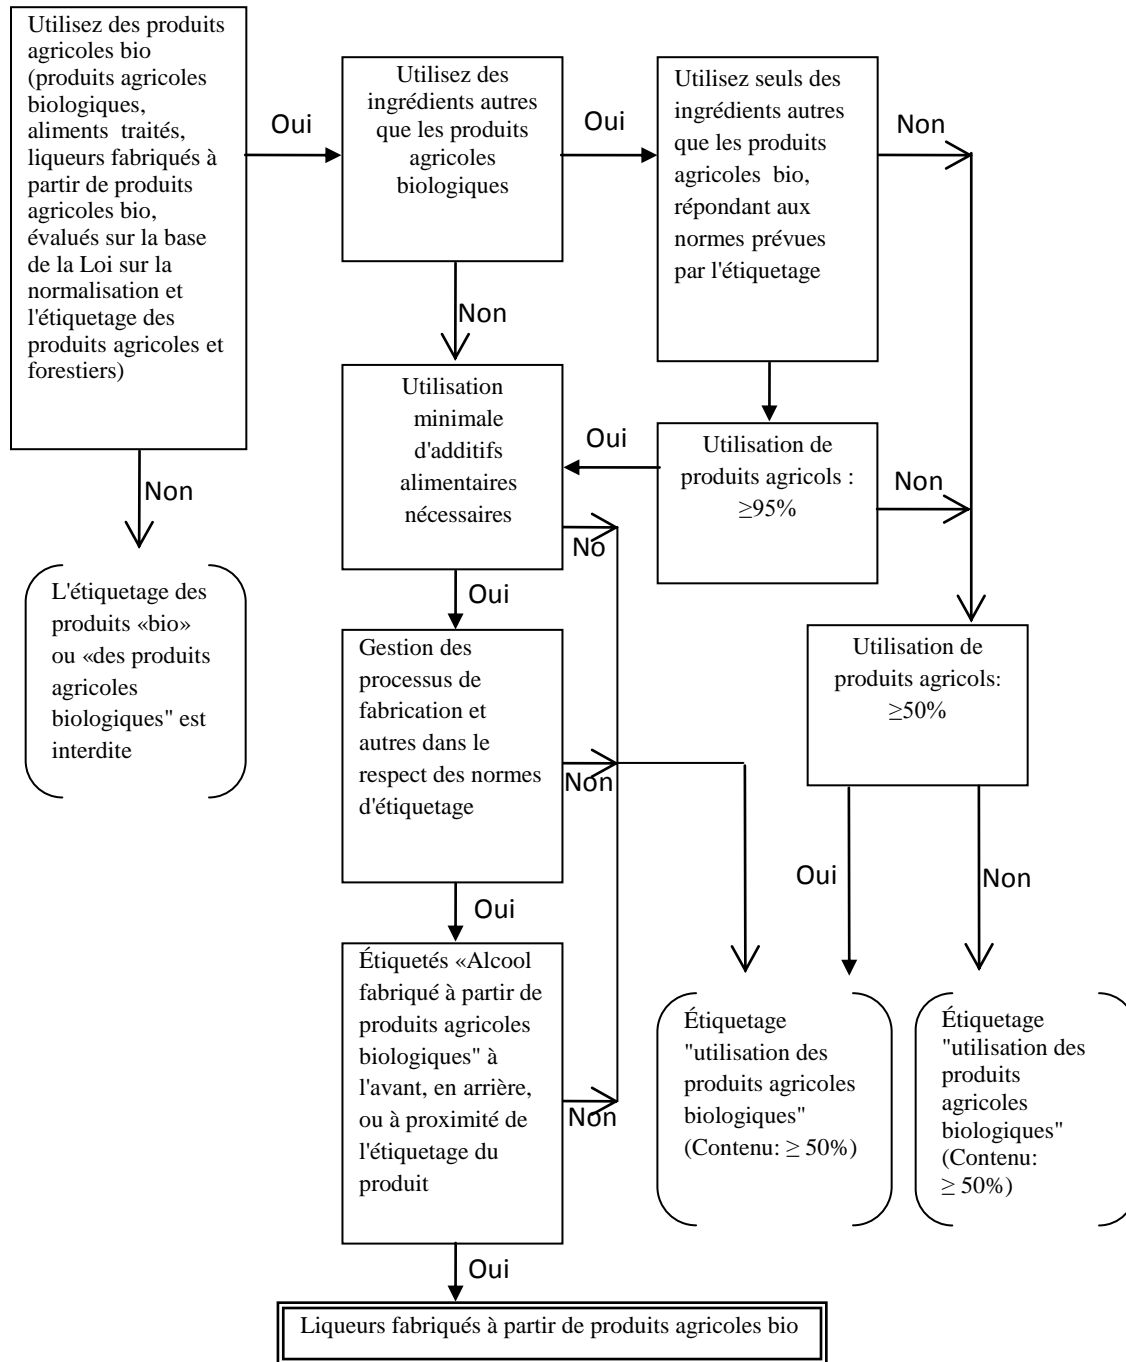 Utilisez des produits
agricoles bio
(produits agricoles
biologiques,
aliments traités,
liqueurs fabriqués à
partir de produits
agricoles bio,
évalués sur la base
de la Loi sur la
normalisation et
l'étiquetage des
produits agricoles et
forestiers)
Oui
Utilisez des
ingrédients autres
que les produits
agricoles
biologiques
Oui
Utilisez seuls des
ingrédients autres
que les produits
agricoles bio,
répondant aux
normes prévues
par l'étiquetage
Non
Non
Utilisation
minimale
d'additifs
alimentaires
nécessaires
Oui
Utilisation de
produits agricols :
≥95%
Non
Non
No
L'étiquetage des
produits «bio»
ou «des produits
agricoles
biologiques" est
interdite
Oui
Gestion des
processus de
fabrication et
autres dans le
respect des normes
d'étiquetage
Non
Utilisation de
produits agricols:
≥50%
Oui
Oui
Non
Étiquetés «Alcool
fabriqué à partir de
produits agricoles
biologiques" à
l'avant, en arrière,
ou à proximité de
l'étiquetage du
produit
Non
Étiquetage
"utilisation des
produits agricoles
biologiques"
(Contenu: ≥ 50%)
Étiquetage
"utilisation des
produits
agricoles
biologiques"
(Contenu:
≥ 50%)
Oui
Liqueurs fabriqués à partir de produits agricoles bio